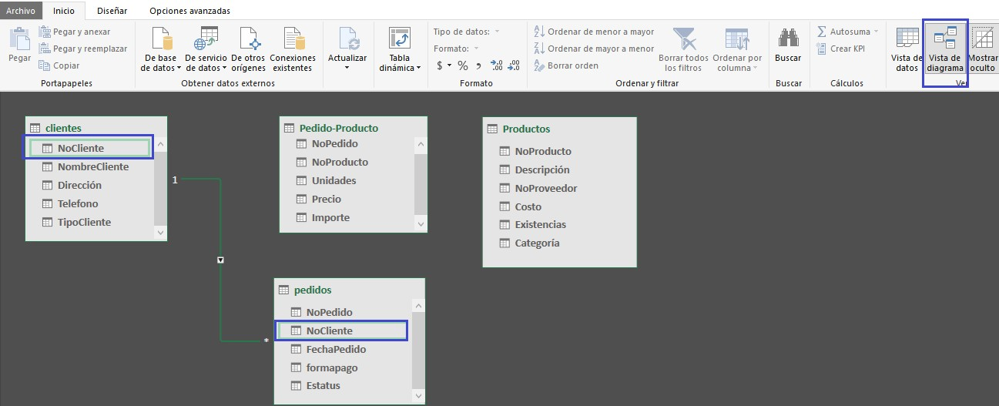 Archivo Inicio Diseñar Opciones avanzadas
Pegar
Pegar y anexar
Pegar y reemplazar
Copiar
Portapapeles
De base
de datos
De servicio
de datos
De otros
orígenes
Conexiones
existentes
Obtener datos externos
Actualizar
Tabla
dinámica
Tipo de datos:
Formato:
$ % , .00 .00
Formato
Ordenar de menor a mayor
Ordenar de mayor a menor
Borrar orden
Borrar todos
los filtros
Ordenar por
columna
Ordenar y filtrar
Buscar
Buscar
Autosuma
Crear KPI
Cálculos
Vista de
datos
Vista de
diagrama
Mostrar
oculto
Ver
clientes
NoCliente
NombreCliente
Dirección
Telefono
TipoCliente
1
*
Pedido-Producto
NoPedido
NoProducto
Unidades
Precio
Importe
Productos
NoProducto
Descripción
NoProveedor
Costo
Existencias
Categoría
pedidos
NoPedido
NoCliente
FechaPedido
formapago
Estatus